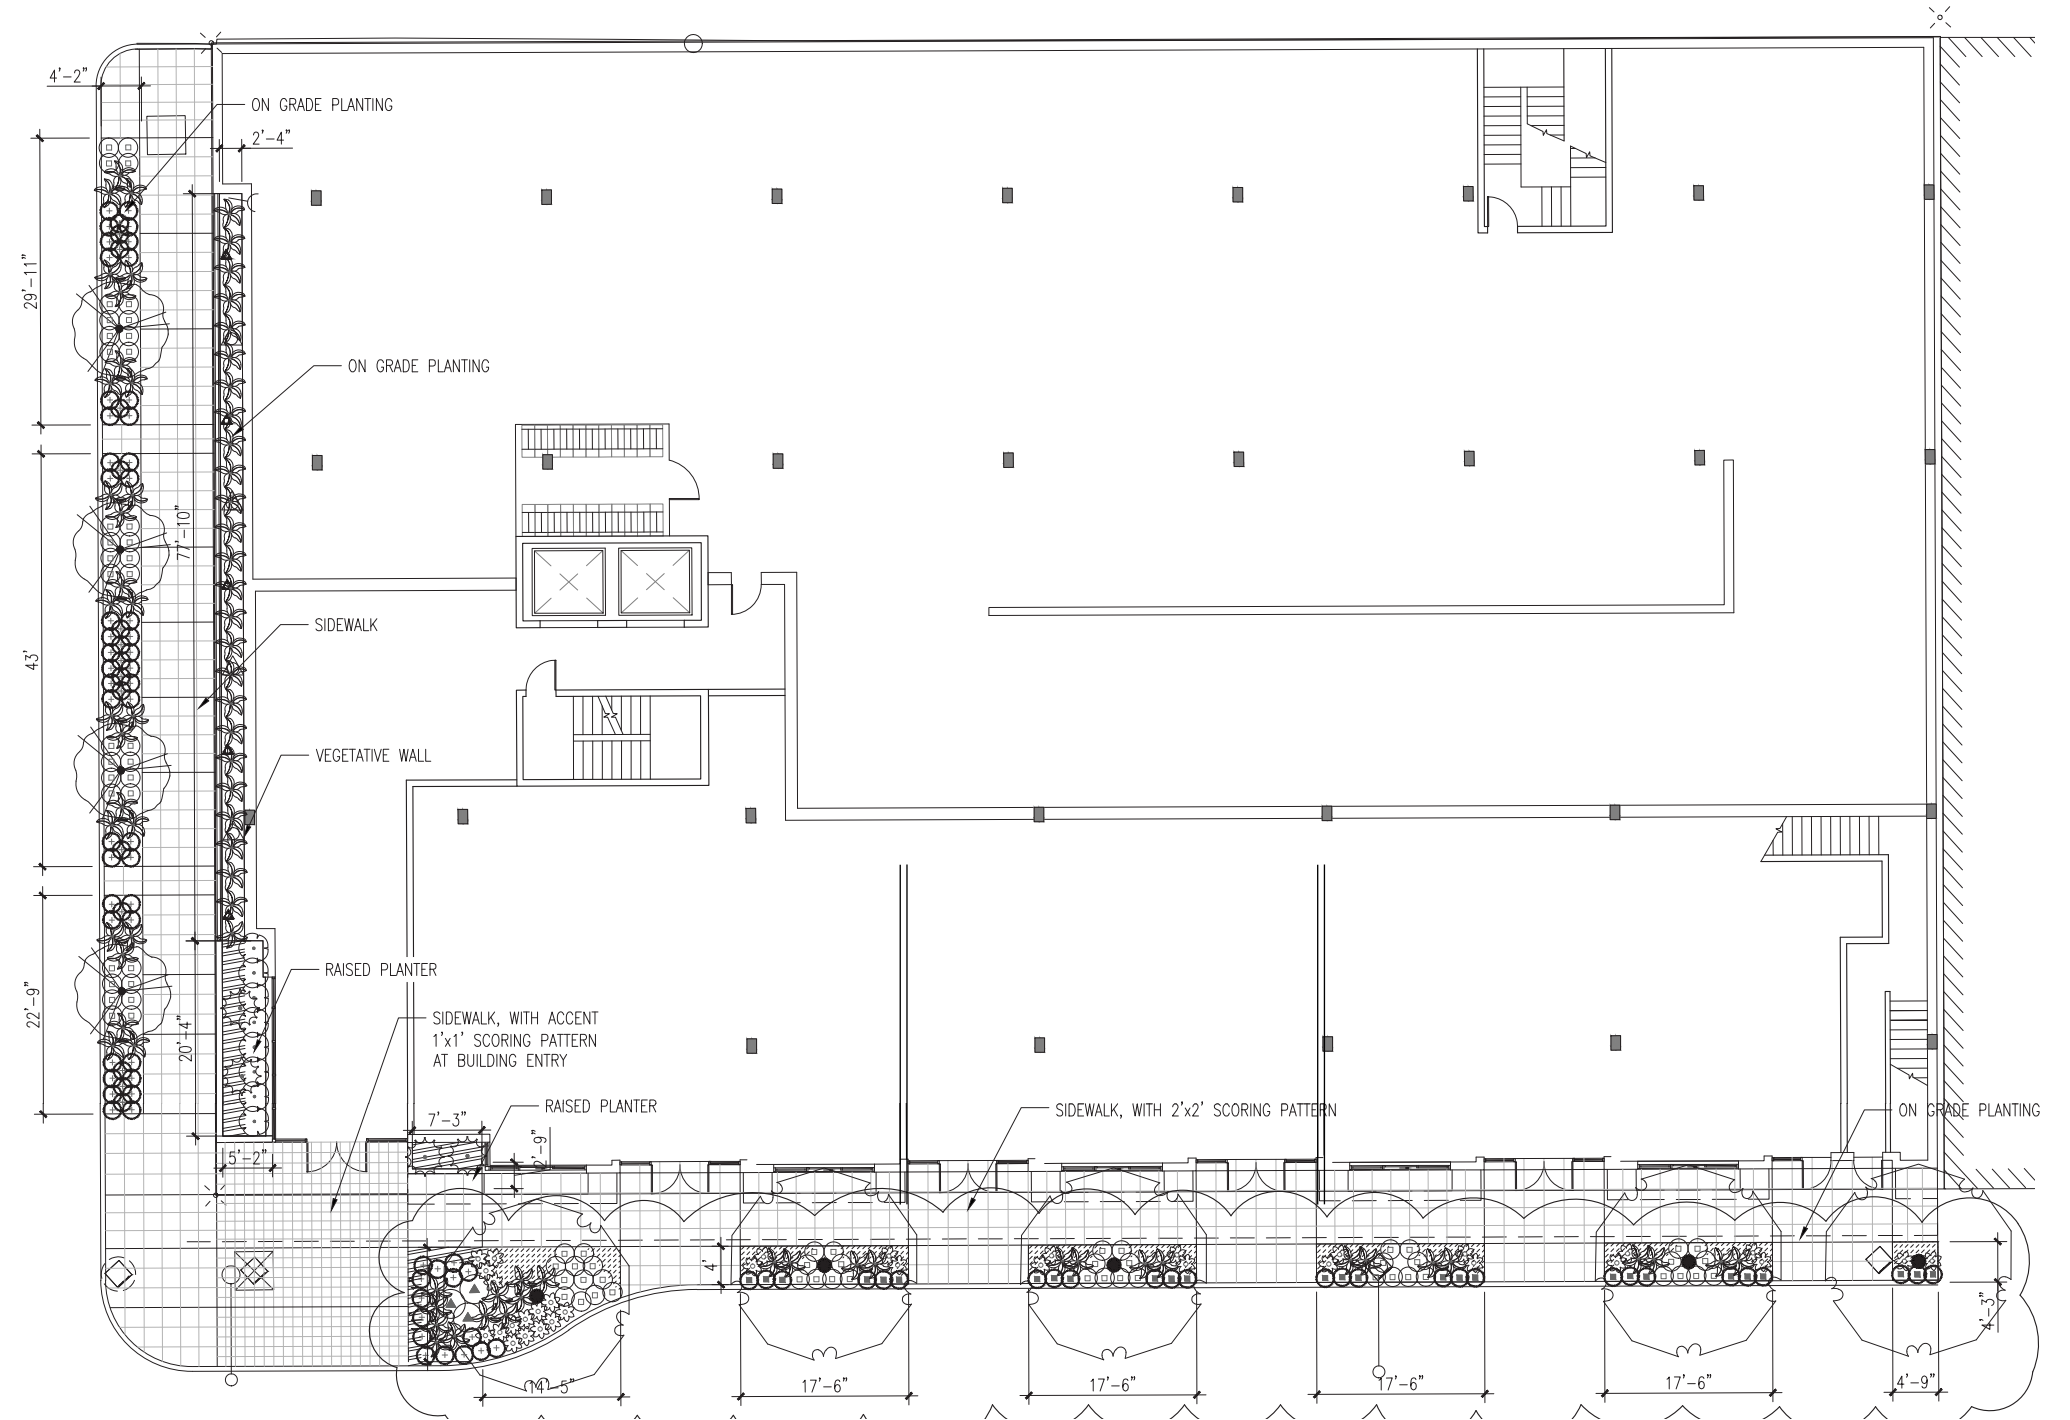 4'-2"
ON GRADE PLANTING
2'-4"
29'-11"
ON GRADE PLANTING
77'-10"
SIDEWALK
43'
VEGETATIVE WALL
RAISED PLANTER
22'-9"
20'-4"
SIDEWALK, WITH ACCENT
1'x1' SCORING PATTERN
AT BUILDING ENTRY
RAISED PLANTER
7'-3"
2'-9"
5'-2"
SIDEWALK, WITH 2'x2' SCORING PATTERN
ON GRADE PLANTING
4'
4'-3"
14'-5"
17'-6"
17'-6"
17'-6"
17'-6"
4'-9"